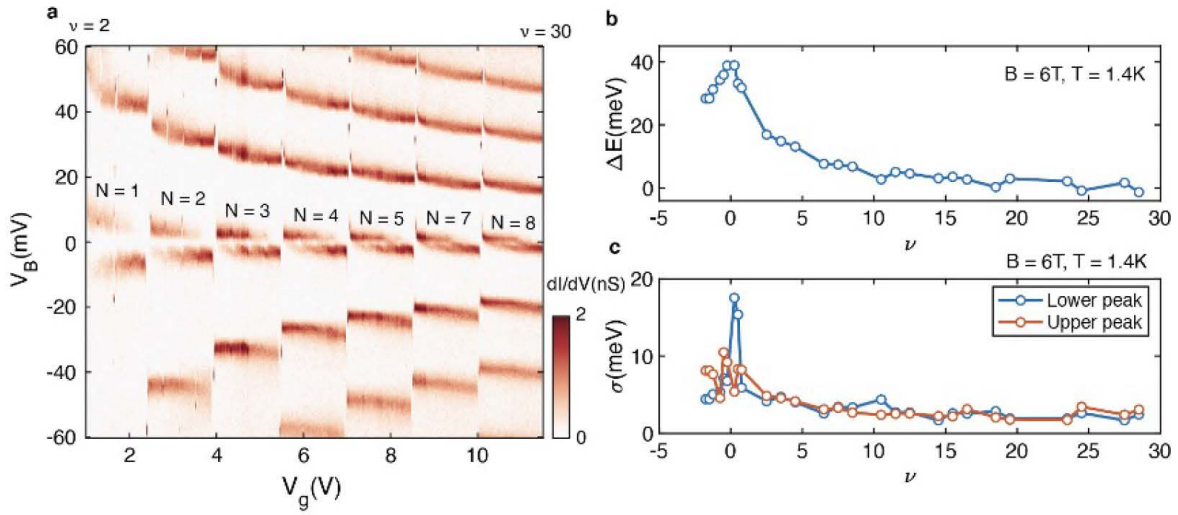 a
ν = 2
ν = 30
60
40
20
0
-20
-40
-60
V_B(mV)
N = 1
N = 2
N = 3
N = 4
N = 5
N = 7
N = 8
dI/dV(nS)
2
0
2
4
6
8
10
V_g(V)
b
B = 6T, T = 1.4K
40
20
0
ΔE(meV)
-5
0
5
10
15
20
25
30
ν
c
B = 6T, T = 1.4K
Lower peak
Upper peak
20
10
0
σ(meV)
-5
0
5
10
15
20
25
30
ν